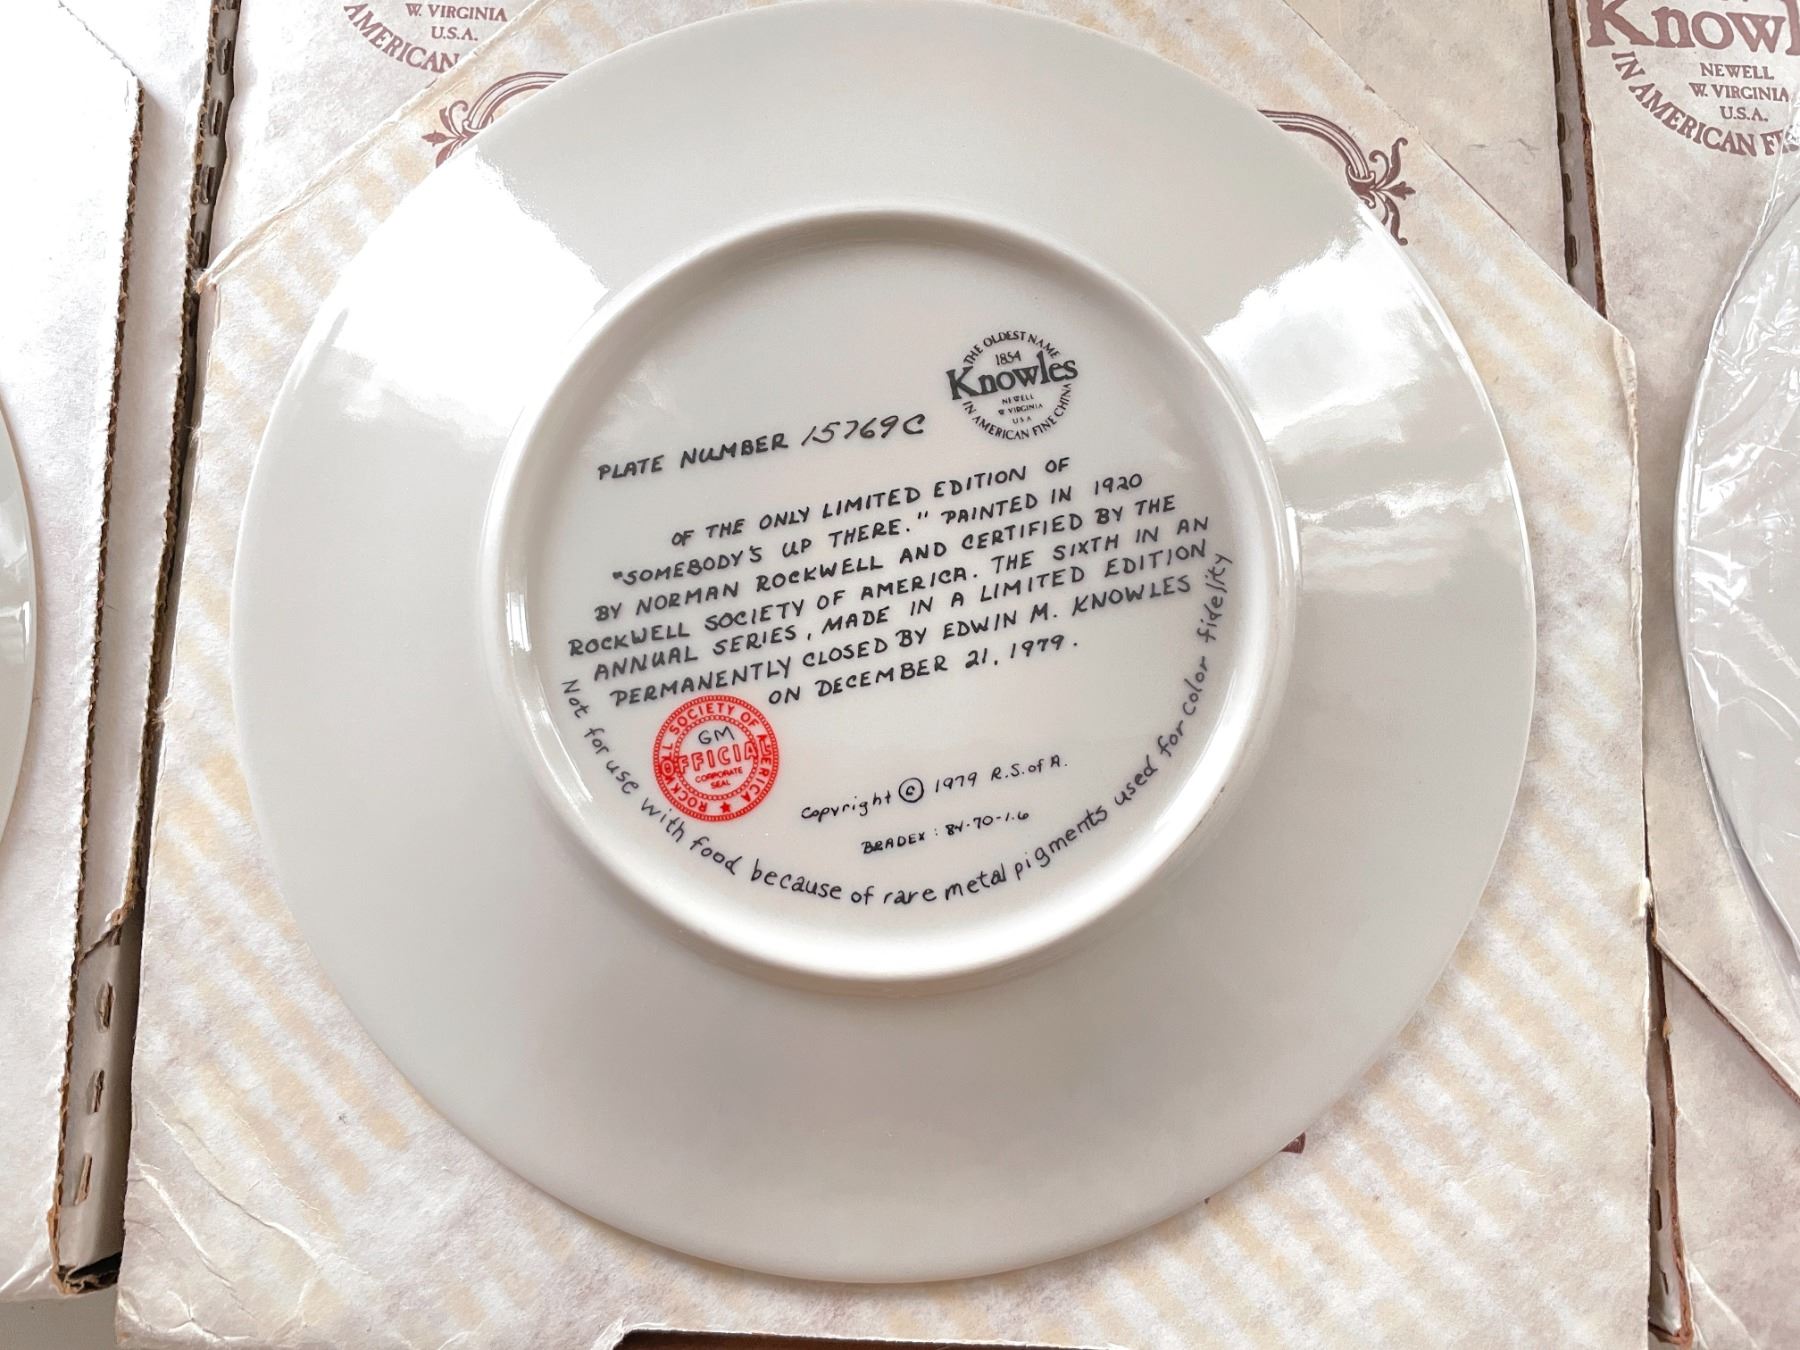 W. VIRGINIA
U.S.A.
AMERICAN
Knowl
NEWELL
W. VIRGINIA
U.S.A.
IN AMERICAN FI
THE OLDEST NAME
1854
Knowles
NEWELL
W VIRGINIA
USA
IN AMERICAN FINE CHINA
PLATE NUMBER 15769C
OF THE ONLY LIMITED EDITION OF
"SOMEBODY'S UP THERE." PAINTED IN 1920
BY NORMAN ROCKWELL AND CERTIFIED BY THE
ROCKWELL SOCIETY OF AMERICA. THE SIXTH IN AN
ANNUAL SERIES, MADE IN A LIMITED EDITION
PERMANENTLY CLOSED BY EDWIN M. KNOWLES
ON DECEMBER 21, 1979.
ROCKWELL SOCIETY OF AMERICA
GM
OFFICIAL
CORPORATE
SEAL
Copyright © 1979 R.S.of A.
BRADEX: 84-70-1.6
Not for use with food because of rare metal pigments used for color fidelity